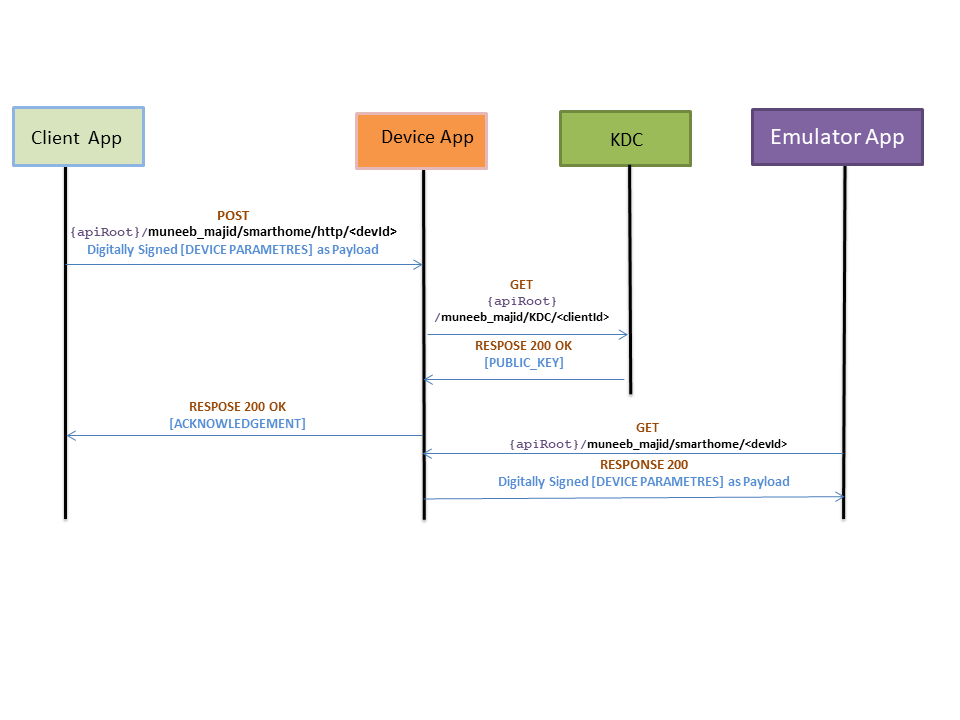 Client App
Device App
KDC
Emulator App
POST
{apiRoot}/muneeb_majid/smarthome/http/<devId>
Digitally Signed [DEVICE PARAMETRES] as Payload
GET
{apiRoot}
/muneeb_majid/KDC/<clientId>
RESPOSE 200 OK
[PUBLIC_KEY]
RESPOSE 200 OK
[ACKNOWLEDGEMENT]
GET
{apiRoot}/muneeb_majid/smarthome/<devId>
RESPONSE 200
Digitally Signed [DEVICE PARAMETRES] as Payload